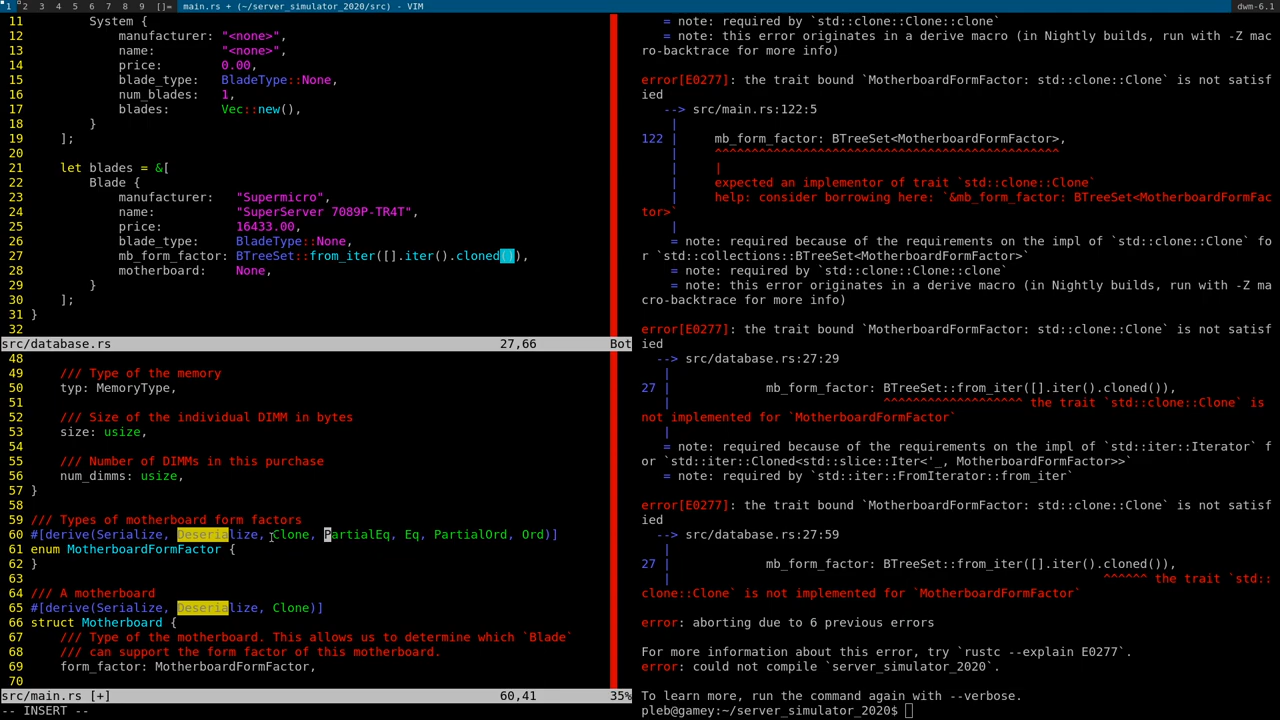 1 2 3 4 5 6 7 8 9 []= main.rs + (~/server_simulator_2020/src) - VIM dwm-6.1
11         System {
12             manufacturer: "<none>",
13             name:         "<none>",
14             price:        0.00,
15             blade_type:   BladeType::None,
16             num_blades:   1,
17             blades:       Vec::new(),
18         }
19     ];
20
21     let blades = &[
22         Blade {
23             manufacturer:   "Supermicro",
24             name:           "SuperServer 7089P-TR4T",
25             price:          16433.00,
26             blade_type:     BladeType::None,
27             mb_form_factor: BTreeSet::from_iter([].iter().cloned()),
28             motherboard:    None,
29         }
30     ];
31 }
32
src/database.rs 27,66 Bot
48
49     /// Type of the memory
50     typ: MemoryType,
51
52     /// Size of the individual DIMM in bytes
53     size: usize,
54
55     /// Number of DIMMs in this purchase
56     num_dimms: usize,
57 }
58
59 /// Types of motherboard form factors
60 #[derive(Serialize, Deserialize, Clone, PartialEq, Eq, PartialOrd, Ord)]
61 enum MotherboardFormFactor {
62 }
63
64 /// A motherboard
65 #[derive(Serialize, Deserialize, Clone)]
66 struct Motherboard {
67     /// Type of the motherboard. This allows us to determine which `Blade`
68     /// can support the form factor of this motherboard.
69     form_factor: MotherboardFormFactor,
70
src/main.rs [+] 60,41 35%
-- INSERT --
= note: required by `std::clone::Clone::clone`
= note: this error originates in a derive macro (in Nightly builds, run with -Z mac
ro-backtrace for more info)
error[E0277]: the trait bound `MotherboardFormFactor: std::clone::Clone` is not satisf
ied
--> src/main.rs:122:5
|
122 |     mb_form_factor: BTreeSet<MotherboardFormFactor>,
|     ^^^^^^^^^^^^^^^^^^^^^^^^^^^^^^^^^^^^^^^^^^^^^^^
|     |
|     expected an implementor of trait `std::clone::Clone`
|     help: consider borrowing here: `&mb_form_factor: BTreeSet<MotherboardFormFac
tor>`
|
= note: required because of the requirements on the impl of `std::clone::Clone` fo
r `std::collections::BTreeSet<MotherboardFormFactor>`
= note: required by `std::clone::Clone::clone`
= note: this error originates in a derive macro (in Nightly builds, run with -Z mac
ro-backtrace for more info)
error[E0277]: the trait bound `MotherboardFormFactor: std::clone::Clone` is not satisf
ied
--> src/database.rs:27:29
|
27 |             mb_form_factor: BTreeSet::from_iter([].iter().cloned()),
|                             ^^^^^^^^^^^^^^^^^^^ the trait `std::clone::Clone` is
not implemented for `MotherboardFormFactor`
|
= note: required because of the requirements on the impl of `std::iter::Iterator` f
or `std::iter::Cloned<std::slice::Iter<'_, MotherboardFormFactor>>`
= note: required by `std::iter::FromIterator::from_iter`
error[E0277]: the trait bound `MotherboardFormFactor: std::clone::Clone` is not satisf
ied
--> src/database.rs:27:59
|
27 |             mb_form_factor: BTreeSet::from_iter([].iter().cloned()),
|                                                           ^^^^^^ the trait `std::
clone::Clone` is not implemented for `MotherboardFormFactor`
error: aborting due to 6 previous errors
For more information about this error, try `rustc --explain E0277`.
error: could not compile `server_simulator_2020`.
To learn more, run the command again with --verbose.
pleb@gamey:~/server_simulator_2020$